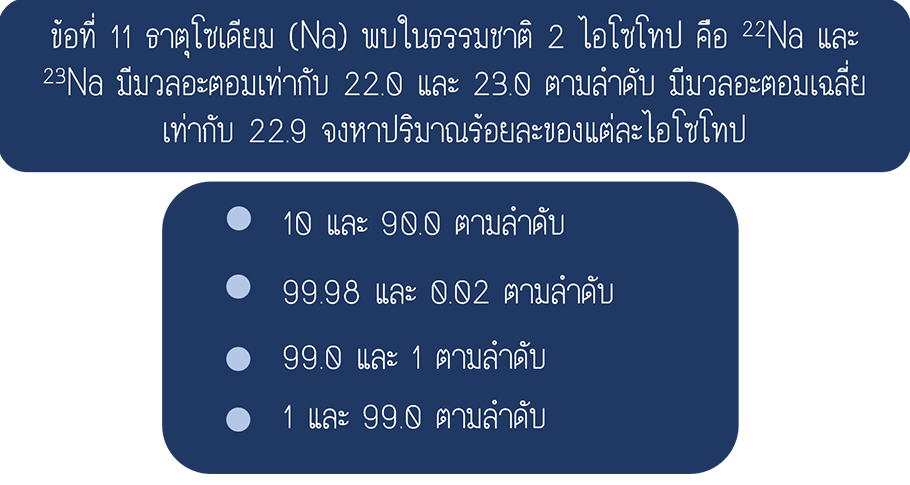 ข้อที่ 11 ธาตุโซเดียม (Na) พบในธรรมชาติ 2 ไอโซโทป คือ ²²Na และ
²³Na มีมวลอะตอมเท่ากับ 22.0 และ 23.0 ตามลำดับ มีมวลอะตอมเฉลี่ย
เท่ากับ 22.9 จงหาปริมาณร้อยละของแต่ละไอโซโทป
10 และ 90.0 ตามลำดับ
99.98 และ 0.02 ตามลำดับ
99.0 และ 1 ตามลำดับ
1 และ 99.0 ตามลำดับ